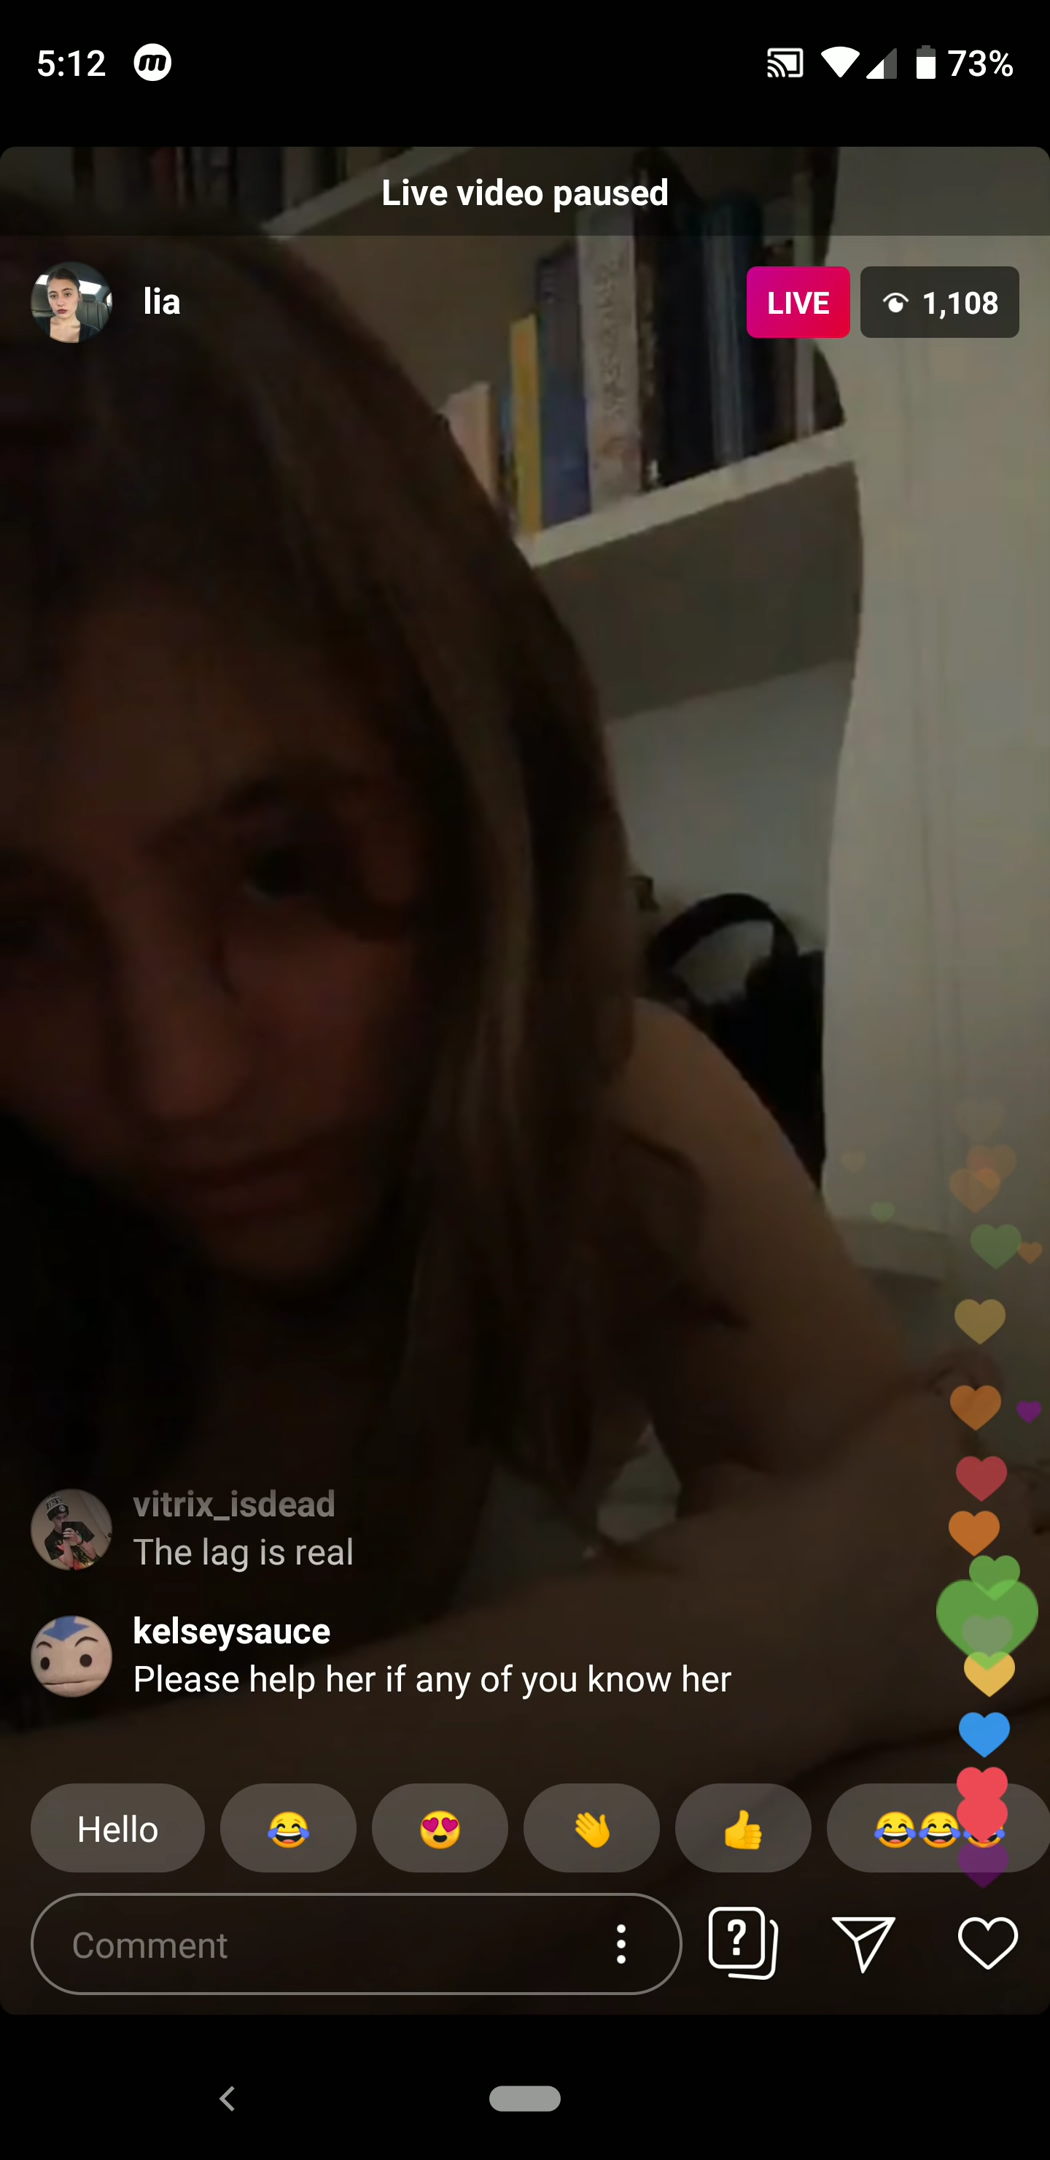 5:12
73%
Live video paused
lia
LIVE
1,108
vitrix_isdead
The lag is real
kelseysauce
Please help her if any of you know her
Hello
Comment